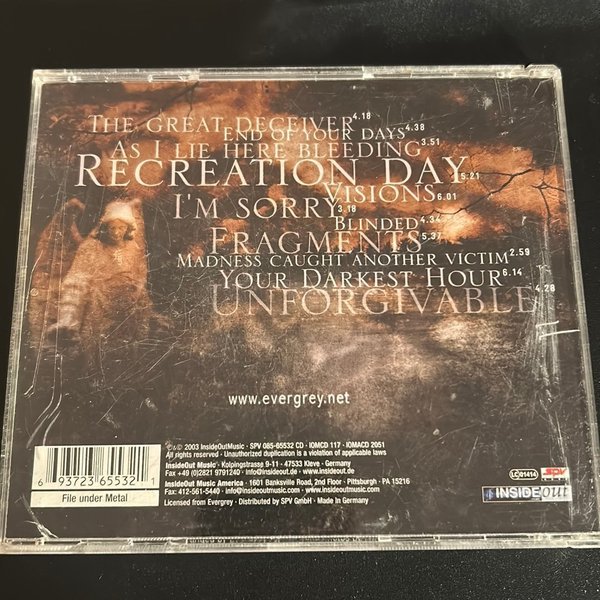 THE GREAT DECEIVER 4.18
END OF YOUR DAYS 4.38
AS I LIE HERE BLEEDING 3.51
RECREATION DAY 5.21
VISIONS 6.01
I'M SORRY 3.18
BLINDED 4.34
FRAGMENTS 5.37
MADNESS CAUGHT ANOTHER VICTIM 2.59
YOUR DARKEST HOUR 6.14
UNFORGIVABLE 4.28
www.evergrey.net
℗&© 2003 InsideOutMusic · SPV 085-65532 CD · IOMCD 117 · IOMACD 2051
Unauthorized duplication is a violation of applicable laws
InsideOut Music · Kolpingstrasse 9-11 · 47533 Kleve · Germany
Fax +49 (0)2821 9791240 · info@insideout.de · www.insideout.de
InsideOut Music America · 1601 Banksville Road, 2nd Floor · Pittsburgh · PA 15216
Fax: 412-561-5440 · info@insideoutmusic.com · www.insideoutmusic.com
Licensed from Evergrey · Distributed by SPV GmbH · Made in Germany
6 93723 65532 1
File under Metal
LC 01414
SPV
INSIDEout